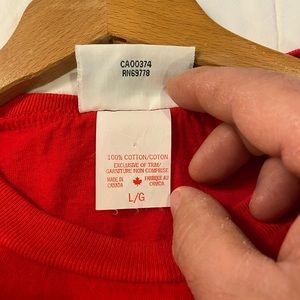 CA00374
RN69778
100% COTTON/COTON
EXCLUSIVE OF TRIM/
GARNITURE NON COMPRISE
MADE IN CANADA
FABRIQUÉ AU CANADA
L/G